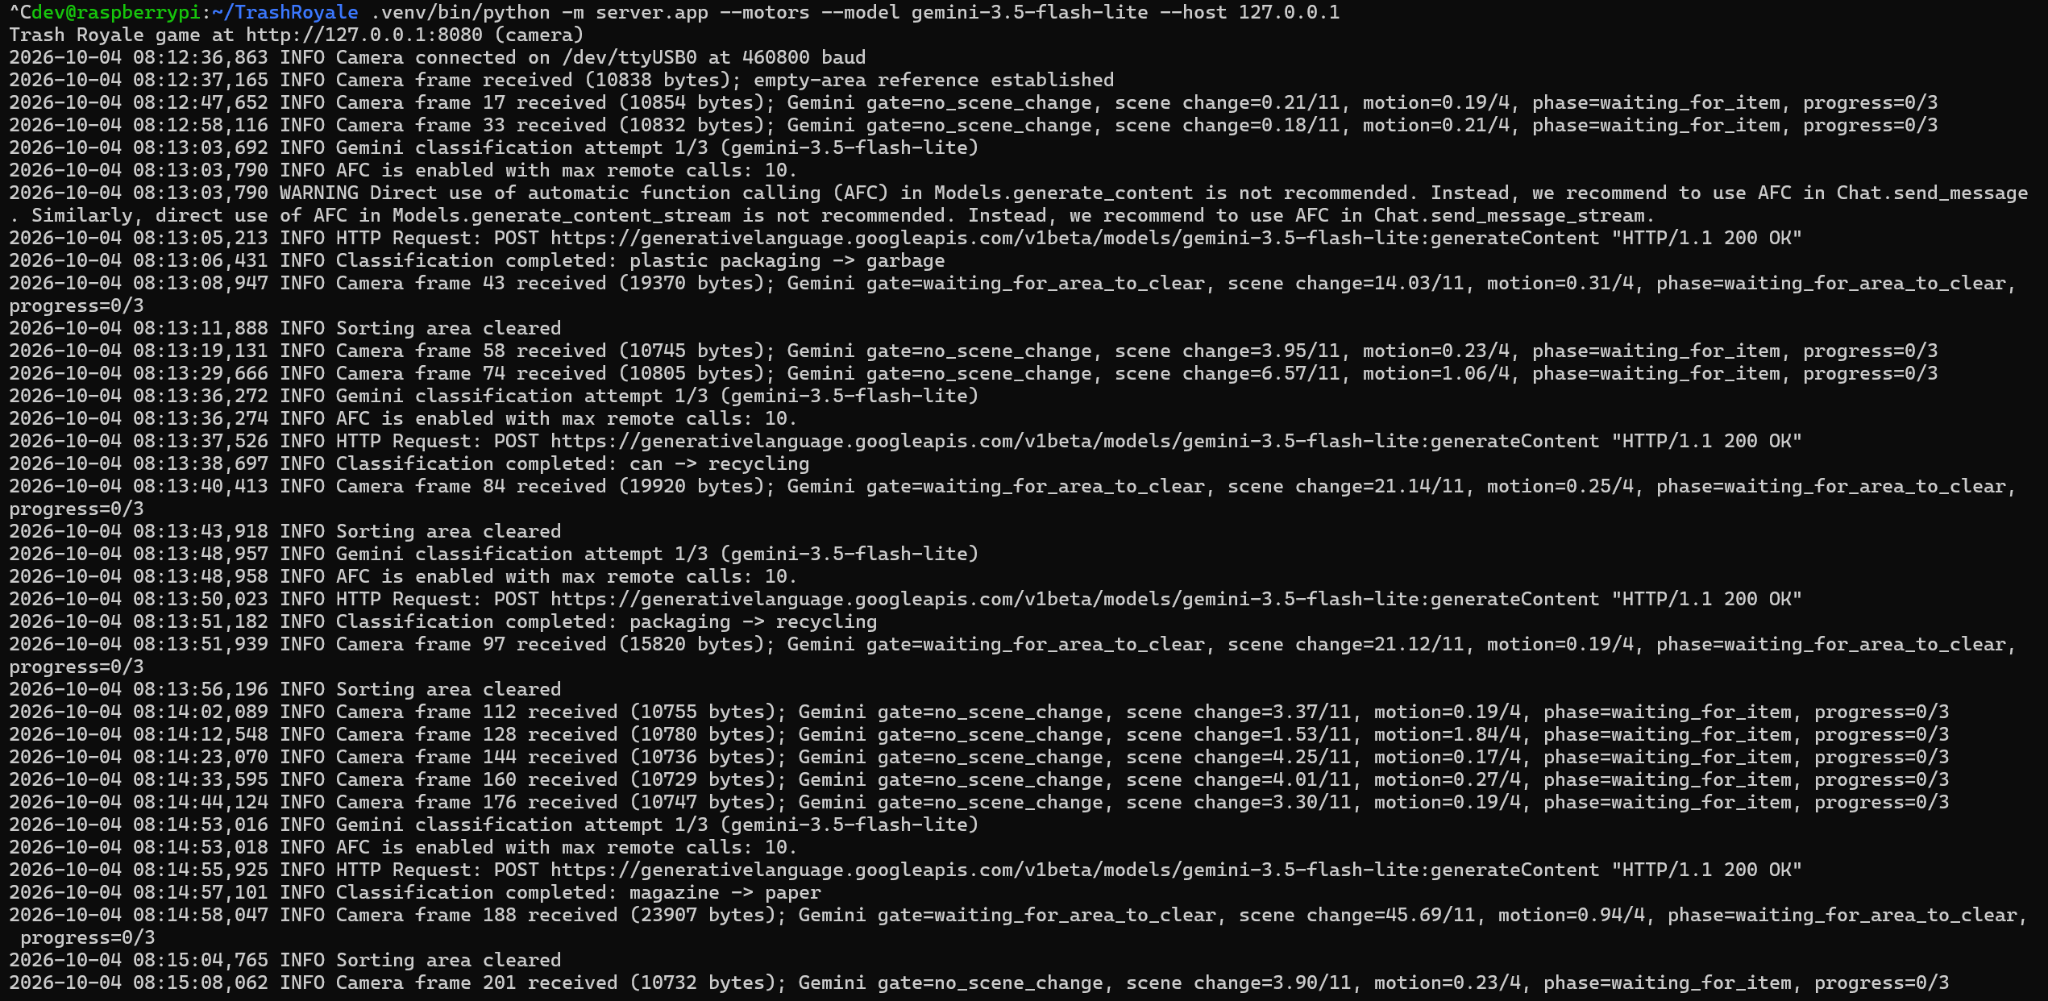 ^Cdev@raspberrypi:~/TrashRoyale .venv/bin/python -m server.app --motors --model gemini-3.5-flash-lite --host 127.0.0.1
Trash Royale game at http://127.0.0.1:8080 (camera)
2026-10-04 08:12:36,863 INFO Camera connected on /dev/ttyUSB0 at 460800 baud
2026-10-04 08:12:37,165 INFO Camera frame received (10838 bytes); empty-area reference established
2026-10-04 08:12:47,652 INFO Camera frame 17 received (10854 bytes); Gemini gate=no_scene_change, scene change=0.21/11, motion=0.19/4, phase=waiting_for_item, progress=0/3
2026-10-04 08:12:58,116 INFO Camera frame 33 received (10832 bytes); Gemini gate=no_scene_change, scene change=0.18/11, motion=0.21/4, phase=waiting_for_item, progress=0/3
2026-10-04 08:13:03,692 INFO Gemini classification attempt 1/3 (gemini-3.5-flash-lite)
2026-10-04 08:13:03,790 INFO AFC is enabled with max remote calls: 10.
2026-10-04 08:13:03,790 WARNING Direct use of automatic function calling (AFC) in Models.generate_content is not recommended. Instead, we recommend to use AFC in Chat.send_message
. Similarly, direct use of AFC in Models.generate_content_stream is not recommended. Instead, we recommend to use AFC in Chat.send_message_stream.
2026-10-04 08:13:05,213 INFO HTTP Request: POST https://generativelanguage.googleapis.com/v1beta/models/gemini-3.5-flash-lite:generateContent "HTTP/1.1 200 OK"
2026-10-04 08:13:06,431 INFO Classification completed: plastic packaging -> garbage
2026-10-04 08:13:08,947 INFO Camera frame 43 received (19370 bytes); Gemini gate=waiting_for_area_to_clear, scene change=14.03/11, motion=0.31/4, phase=waiting_for_area_to_clear,
progress=0/3
2026-10-04 08:13:11,888 INFO Sorting area cleared
2026-10-04 08:13:19,131 INFO Camera frame 58 received (10745 bytes); Gemini gate=no_scene_change, scene change=3.95/11, motion=0.23/4, phase=waiting_for_item, progress=0/3
2026-10-04 08:13:29,666 INFO Camera frame 74 received (10805 bytes); Gemini gate=no_scene_change, scene change=6.57/11, motion=1.06/4, phase=waiting_for_item, progress=0/3
2026-10-04 08:13:36,272 INFO Gemini classification attempt 1/3 (gemini-3.5-flash-lite)
2026-10-04 08:13:36,274 INFO AFC is enabled with max remote calls: 10.
2026-10-04 08:13:37,526 INFO HTTP Request: POST https://generativelanguage.googleapis.com/v1beta/models/gemini-3.5-flash-lite:generateContent "HTTP/1.1 200 OK"
2026-10-04 08:13:38,697 INFO Classification completed: can -> recycling
2026-10-04 08:13:40,413 INFO Camera frame 84 received (19920 bytes); Gemini gate=waiting_for_area_to_clear, scene change=21.14/11, motion=0.25/4, phase=waiting_for_area_to_clear,
progress=0/3
2026-10-04 08:13:43,918 INFO Sorting area cleared
2026-10-04 08:13:48,957 INFO Gemini classification attempt 1/3 (gemini-3.5-flash-lite)
2026-10-04 08:13:48,958 INFO AFC is enabled with max remote calls: 10.
2026-10-04 08:13:50,023 INFO HTTP Request: POST https://generativelanguage.googleapis.com/v1beta/models/gemini-3.5-flash-lite:generateContent "HTTP/1.1 200 OK"
2026-10-04 08:13:51,182 INFO Classification completed: packaging -> recycling
2026-10-04 08:13:51,939 INFO Camera frame 97 received (15820 bytes); Gemini gate=waiting_for_area_to_clear, scene change=21.12/11, motion=0.19/4, phase=waiting_for_area_to_clear,
progress=0/3
2026-10-04 08:13:56,196 INFO Sorting area cleared
2026-10-04 08:14:02,089 INFO Camera frame 112 received (10755 bytes); Gemini gate=no_scene_change, scene change=3.37/11, motion=0.19/4, phase=waiting_for_item, progress=0/3
2026-10-04 08:14:12,548 INFO Camera frame 128 received (10780 bytes); Gemini gate=no_scene_change, scene change=1.53/11, motion=1.84/4, phase=waiting_for_item, progress=0/3
2026-10-04 08:14:23,070 INFO Camera frame 144 received (10736 bytes); Gemini gate=no_scene_change, scene change=4.25/11, motion=0.17/4, phase=waiting_for_item, progress=0/3
2026-10-04 08:14:33,595 INFO Camera frame 160 received (10729 bytes); Gemini gate=no_scene_change, scene change=4.01/11, motion=0.27/4, phase=waiting_for_item, progress=0/3
2026-10-04 08:14:44,124 INFO Camera frame 176 received (10747 bytes); Gemini gate=no_scene_change, scene change=3.30/11, motion=0.19/4, phase=waiting_for_item, progress=0/3
2026-10-04 08:14:53,016 INFO Gemini classification attempt 1/3 (gemini-3.5-flash-lite)
2026-10-04 08:14:53,018 INFO AFC is enabled with max remote calls: 10.
2026-10-04 08:14:55,925 INFO HTTP Request: POST https://generativelanguage.googleapis.com/v1beta/models/gemini-3.5-flash-lite:generateContent "HTTP/1.1 200 OK"
2026-10-04 08:14:57,101 INFO Classification completed: magazine -> paper
2026-10-04 08:14:58,047 INFO Camera frame 188 received (23907 bytes); Gemini gate=waiting_for_area_to_clear, scene change=45.69/11, motion=0.94/4, phase=waiting_for_area_to_clear,
progress=0/3
2026-10-04 08:15:04,765 INFO Sorting area cleared
2026-10-04 08:15:08,062 INFO Camera frame 201 received (10732 bytes); Gemini gate=no_scene_change, scene change=3.90/11, motion=0.23/4, phase=waiting_for_item, progress=0/3